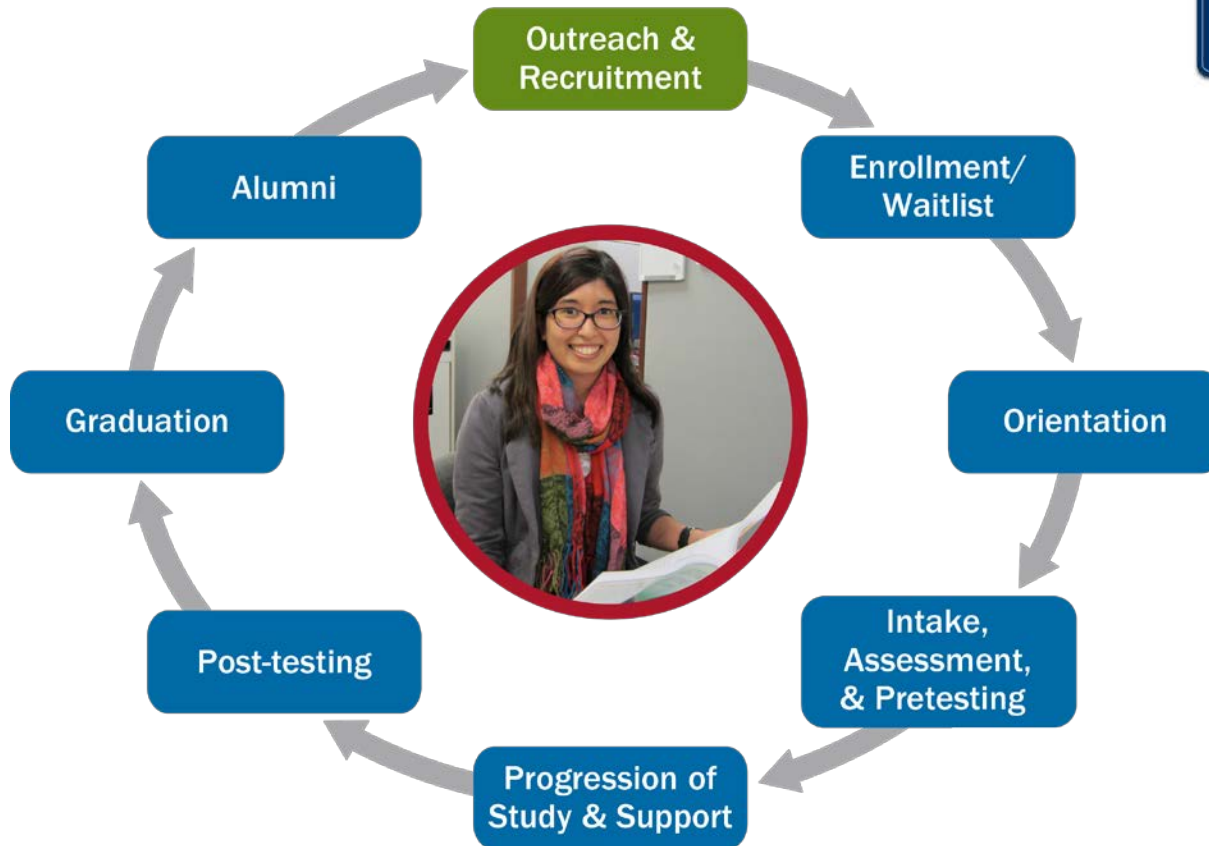 Outreach &
Recruitment
Enrollment/
Waitlist
Orientation
Intake,
Assessment,
& Pretesting
Progression of
Study & Support
Post-testing
Graduation
Alumni